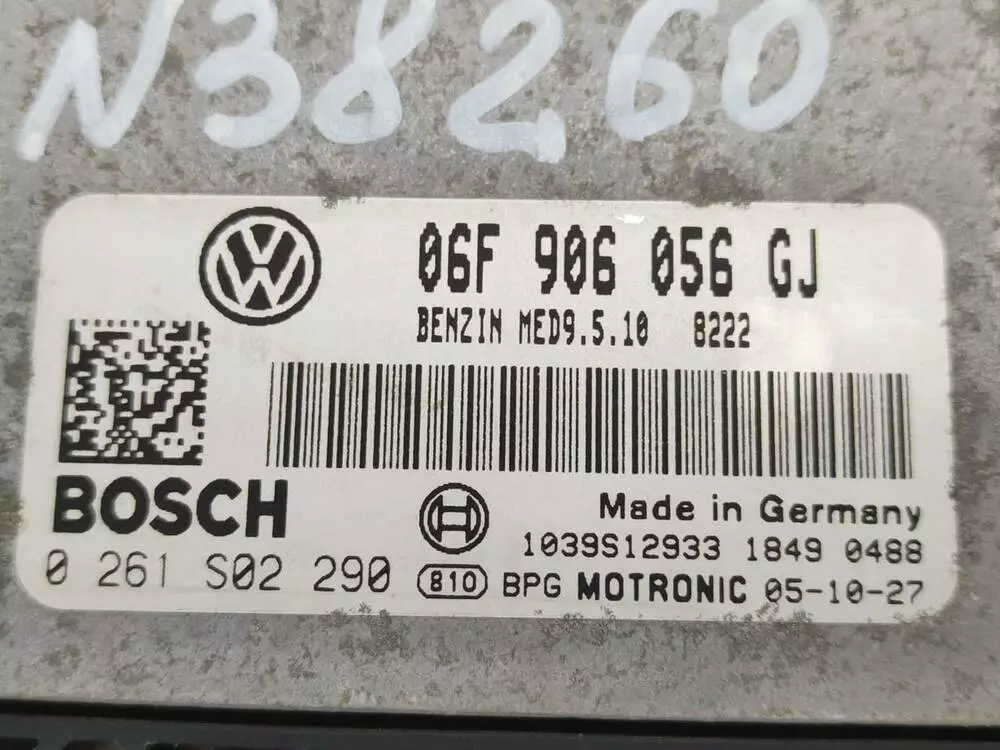 N38260
06F 906 056 GJ
BENZIN MED9.5.10 8222
BOSCH
Made in Germany
1039S12933 1849 0488
0 261 S02 290 810 BPG MOTRONIC 05-10-27